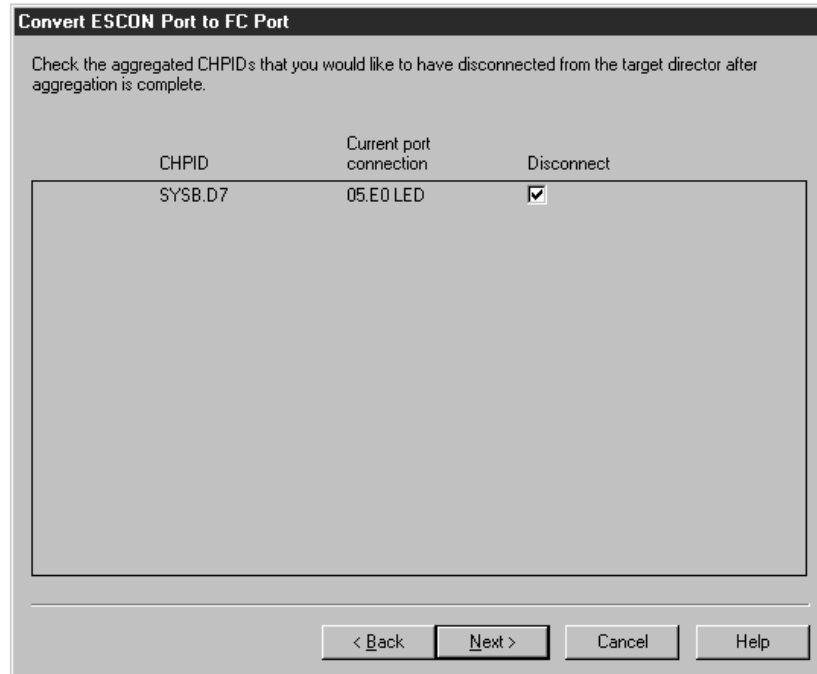 Convert ESCON Port to FC Port
Check the aggregated CHPIDs that you would like to have disconnected from the target director after
aggregation is complete.
CHPID
Current port
connection
Disconnect
SYSB.D7 05.E0 LED
< Back Next > Cancel Help